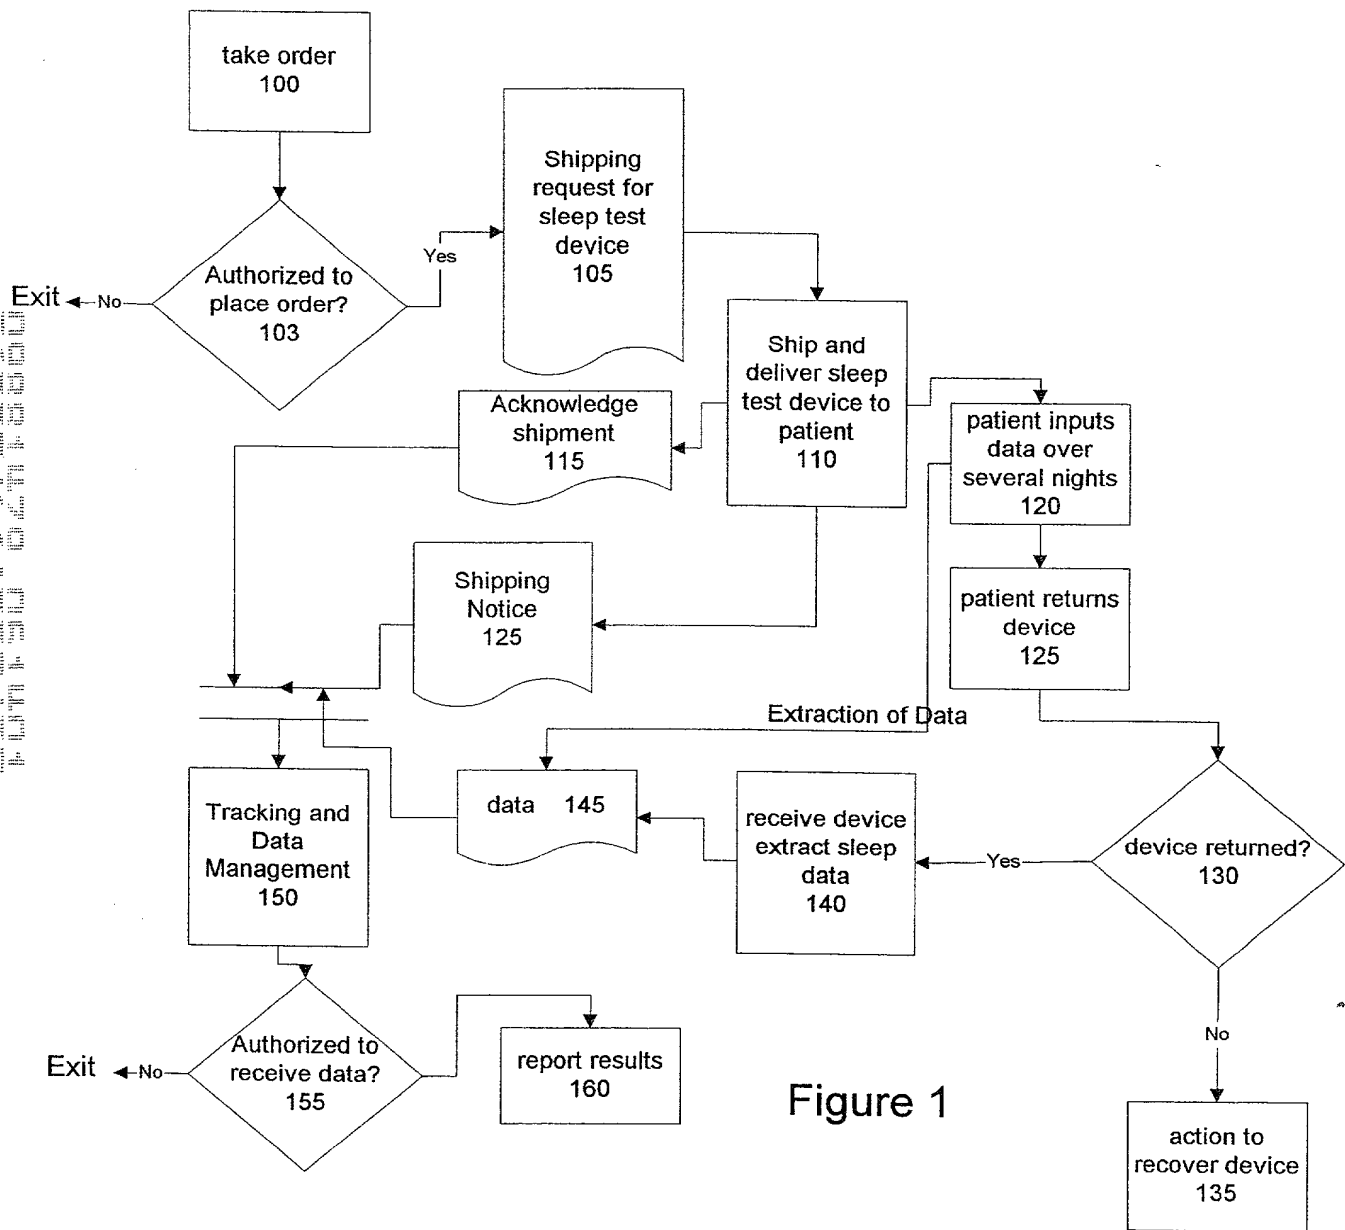 take order
100
Shipping
request for
sleep test
device
105
Yes
Authorized to
place order?
103
Exit
No
Ship and
deliver sleep
test device to
patient
110
Acknowledge
shipment
115
patient inputs
data over
several nights
120
Shipping
Notice
125
patient returns
device
125
Extraction of Data
Tracking and
Data
Management
150
data 145
receive device
extract sleep
data
140
Yes
device returned?
130
No
Authorized to
receive data?
155
Exit
No
report results
160
Figure 1
action to
recover device
135